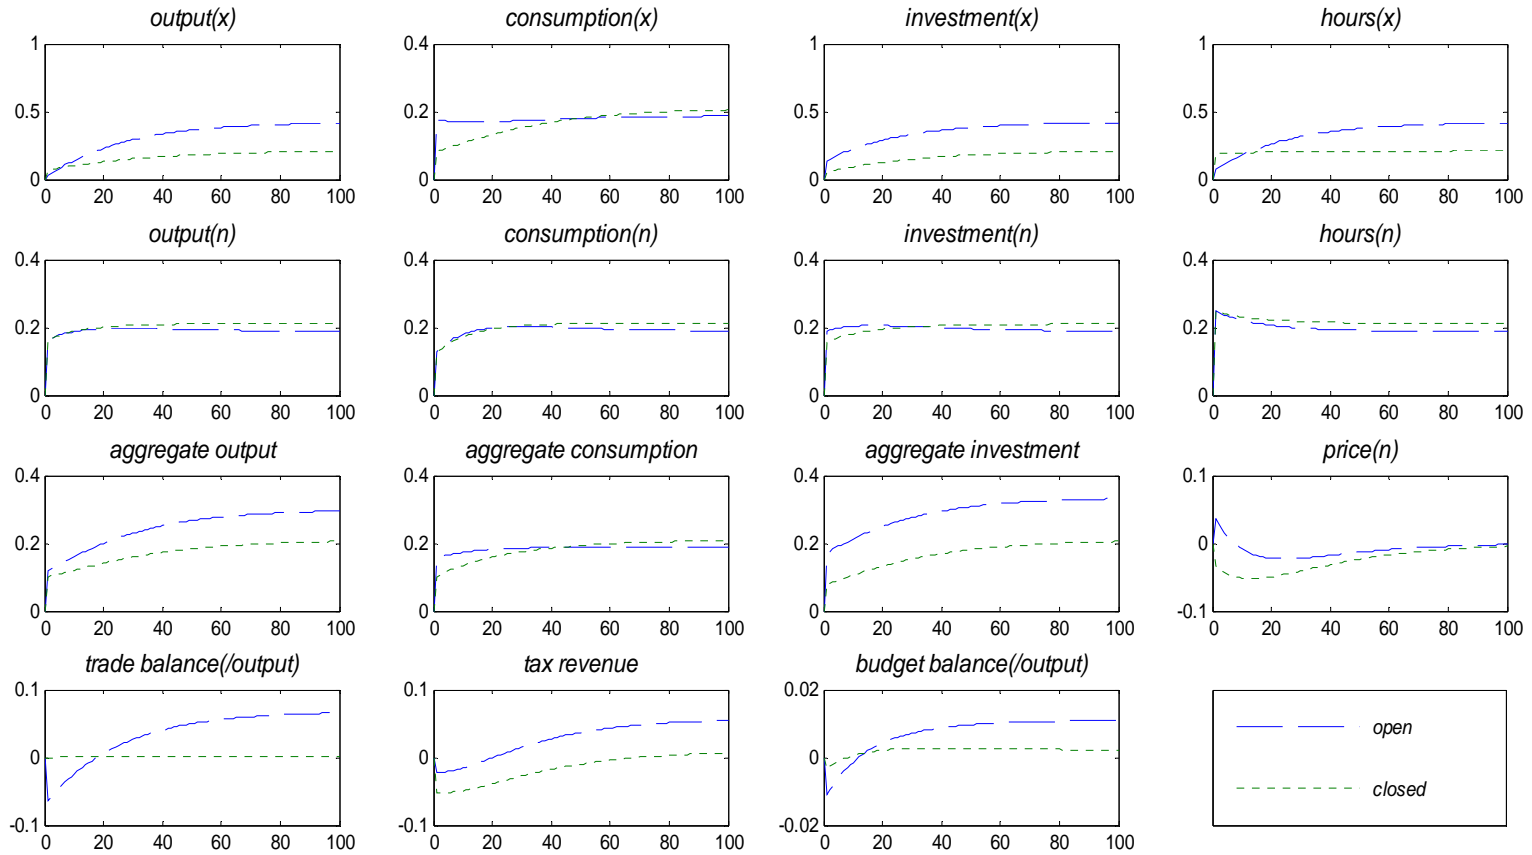 output(x) consumption(x) investment(x) hours(x)
1 0.4 1 1
0.5 0.2 0.5 0.5
0 0 0 0
0 20 40 60 80 100 0 20 40 60 80 100 0 20 40 60 80 100 0 20 40 60 80 100
output(n) consumption(n) investment(n) hours(n)
0.4 0.4 0.4 0.4
0.2 0.2 0.2 0.2
0 0 0 0
0 20 40 60 80 100 0 20 40 60 80 100 0 20 40 60 80 100 0 20 40 60 80 100
aggregate output aggregate consumption aggregate investment price(n)
0.4 0.4 0.4 0.1
0.2 0.2 0.2 0
0 0 0 -0.1
0 20 40 60 80 100 0 20 40 60 80 100 0 20 40 60 80 100 0 20 40 60 80 100
trade balance(/output) tax revenue budget balance(/output)
0.1 0.1 0.02
0 0 0
-0.1 -0.1 -0.02
0 20 40 60 80 100 0 20 40 60 80 100 0 20 40 60 80 100
open
closed